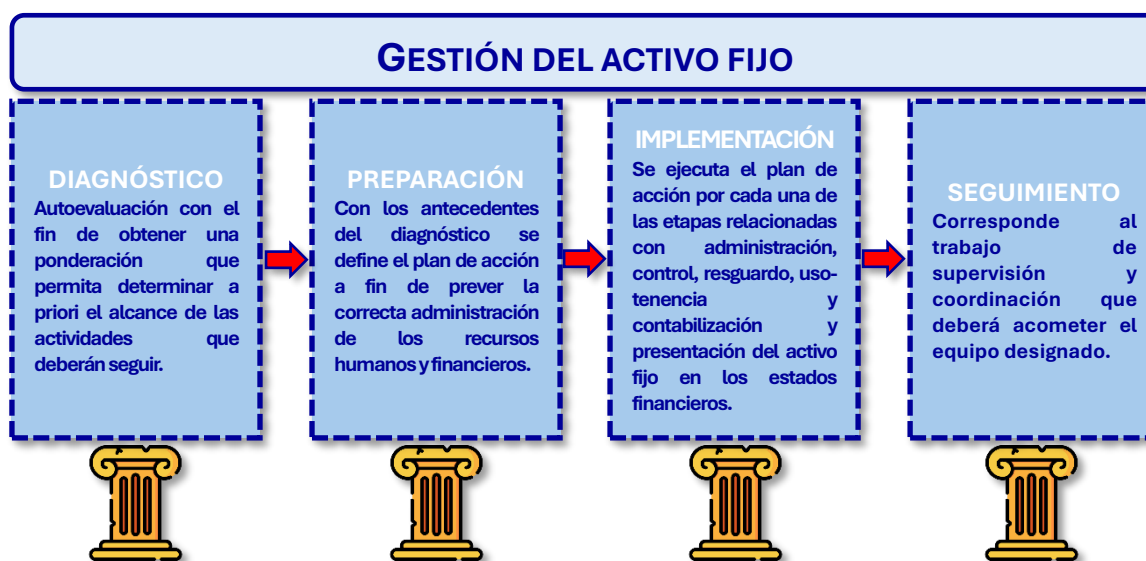 GESTIÓN DEL ACTIVO FIJO
DIAGNÓSTICO
Autoevaluación con el
fin de obtener una
ponderación que
permita determinar a
priori el alcance de las
actividades que
deberán seguir.
PREPARACIÓN
Con los antecedentes
del diagnóstico se
define el plan de acción
a fin de prever la
correcta administración
de los recursos
humanos y financieros.
IMPLEMENTACIÓN
Se ejecuta el plan de
acción por cada una de
las etapas relacionadas
con administración,
control, resguardo, uso-
tenencia y
contabilización y
presentación del activo
fijo en los estados
financieros.
SEGUIMIENTO
Corresponde al
trabajo de
supervisión y
coordinación que
deberá acometer el
equipo designado.